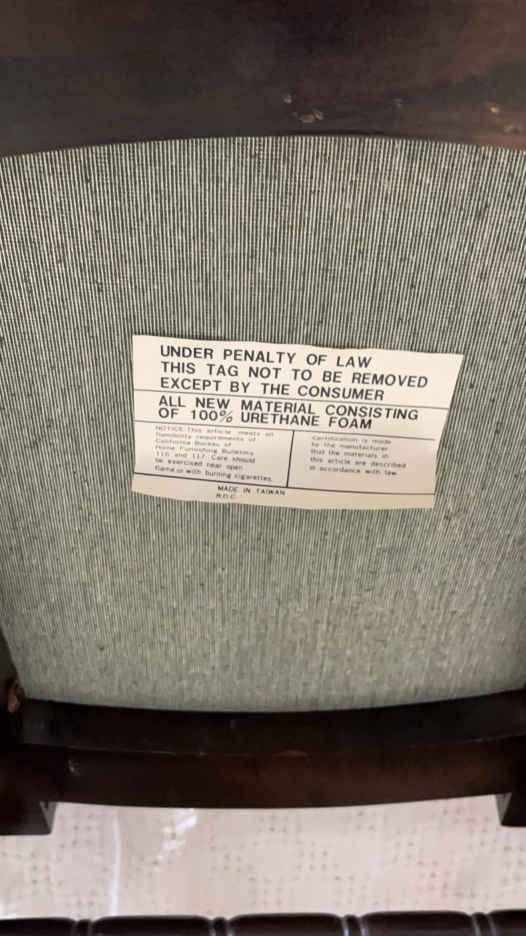 UNDER PENALTY OF LAW
THIS TAG NOT TO BE REMOVED
EXCEPT BY THE CONSUMER
ALL NEW MATERIAL CONSISTING
OF 100% URETHANE FOAM
NOTICE:This article meets all
flamability requirements of
California Bureau of
Home Furnishing Bulletins
116 and 117. Care should
be exercised near open
flame or with burning cigarettes.
Certification is made
by the manufacturer
that the materials in
this article are described
in accordance with law.
MADE IN TAIWAN
R.O.C.